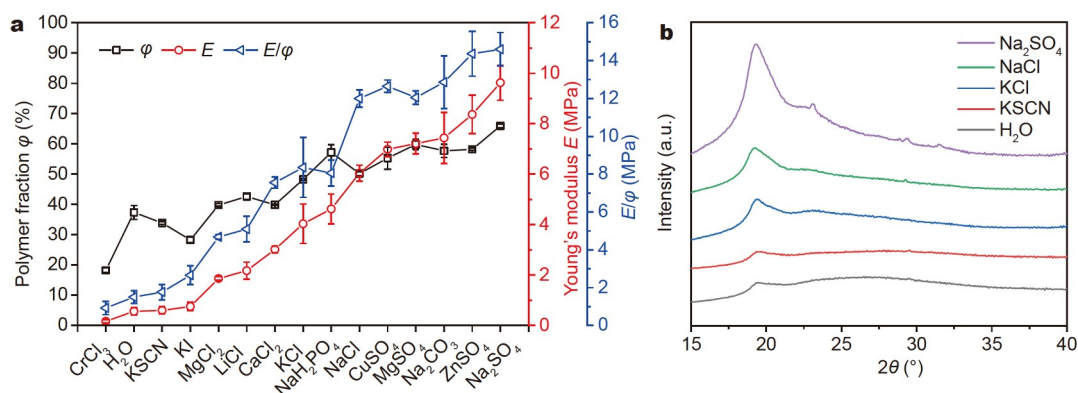 a
φ E E/φ
Polymer fraction φ (%)
100
90
80
70
60
50
40
30
20
10
0
12
10
8
6
4
2
0
Young's modulus E (MPa)
16
14
12
10
8
6
4
2
0
E/φ (MPa)
CrCl3
H2O
KSCN
KI
MgCl2
LiCl
CaCl2
KCl
NaH2PO4
NaCl
CuSO4
MgSO4
Na2CO3
ZnSO4
Na2SO4
b
Intensity (a.u.)
Na2SO4
NaCl
KCl
KSCN
H2O
15 20 25 30 35 40
2θ (°)